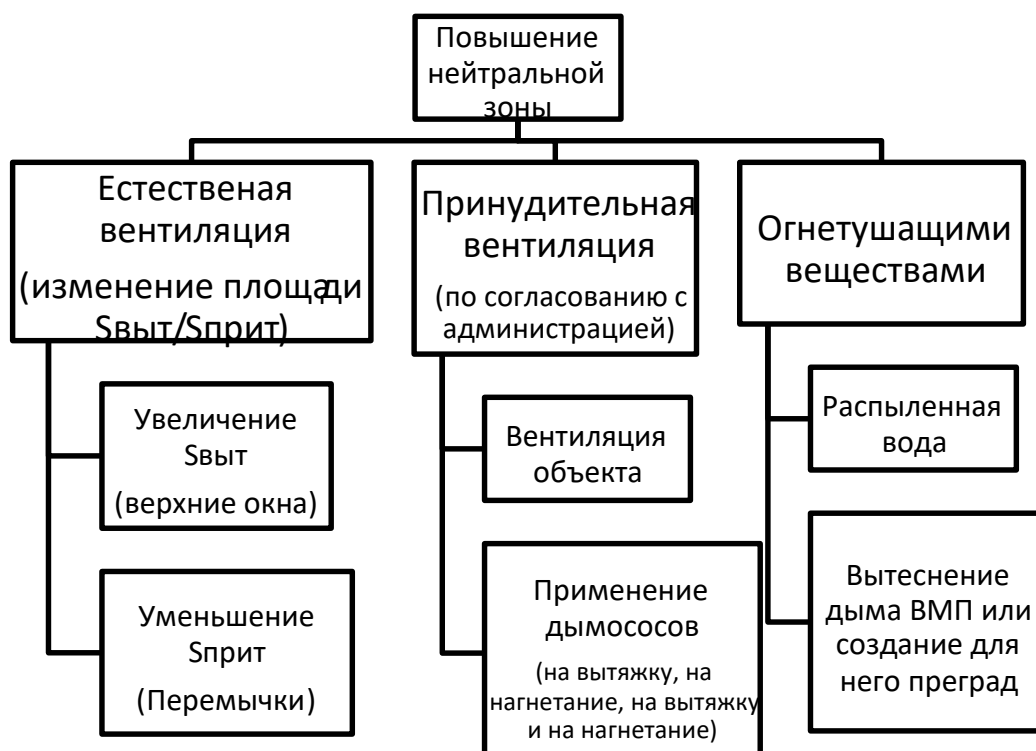 Повышение
нейтральной
зоны
Естественая
вентиляция
(изменение площади
Sвыт/Sприт)
Увеличение
Sвыт
(верхние окна)
Уменьшение
Sприт
(Перемычки)
Принудительная
вентиляция
(по согласованию с
администрацией)
Вентиляция
объекта
Применение
дымососов
(на вытяжку, на
нагнетание, на вытяжку
и на нагнетание)
Огнетушащими
веществами
Распыленная
вода
Вытеснение
дыма ВМП или
создание для
него преград